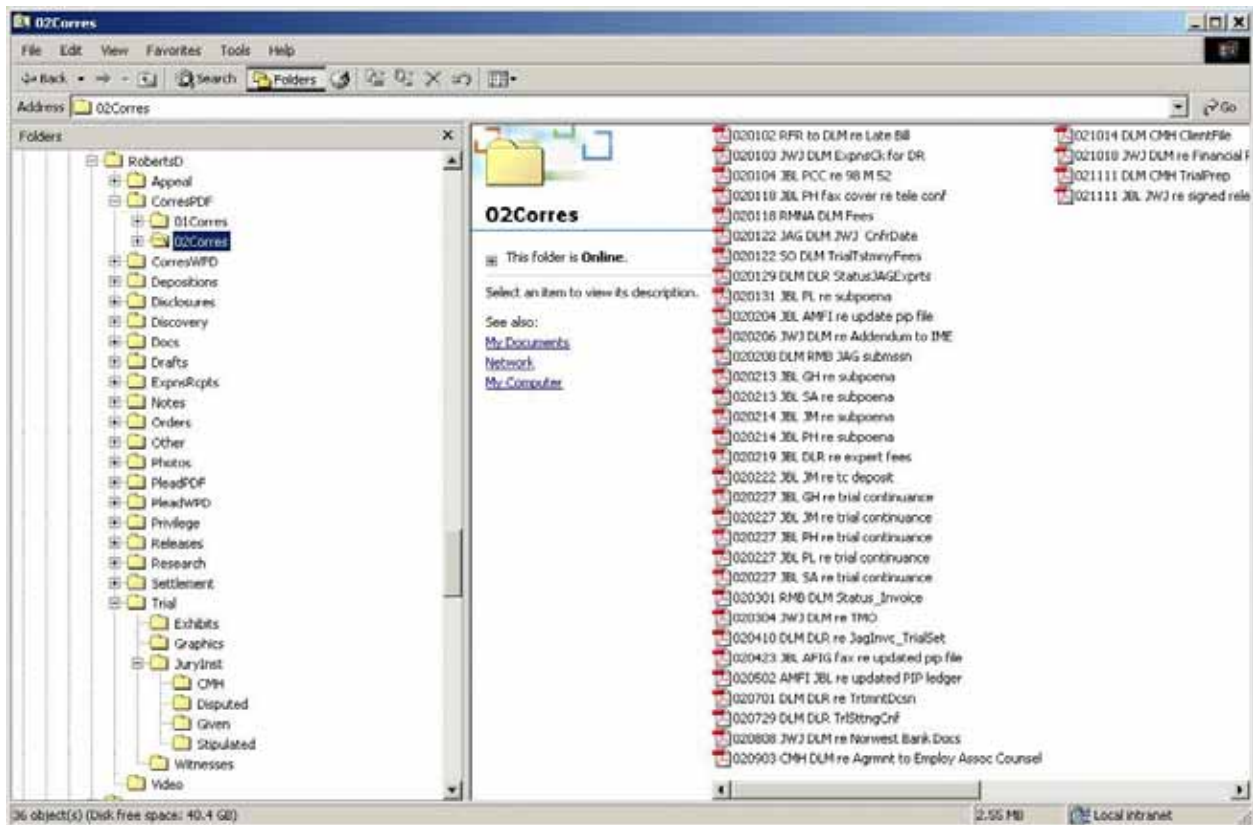 02Corres
File Edit View Favorites Tools Help
Back Search Folders
Address 02Corres Go
Folders
RobertsD
Appeal
CorresPDF
01Corres
02Corres
CorresWPD
Depositions
Disclosures
Discovery
Docs
Drafts
ExpnsRcpts
Notes
Orders
Other
Photos
PleadPDF
PleadWPD
Privilege
Releases
Research
Settlement
Trial
Exhibits
Graphics
JuryInst
CMH
Disputed
Given
Stipulated
Witnesses
Video
02Corres
This folder is Online.
Select an item to view its description.
See also:
My Documents
Network
My Computer
020102 RFR to DLM re Late Bill
020103 JWJ DLM ExpnsCk for DR
020104 JBL PCC re 98 M 52
020118 JBL PH fax cover re tele conf
020118 RMNA DLM Fees
020122 JAG DLM JWJ CnfrDate
020122 SO DLM TrialTstmnyFees
020129 DLM DLR StatusJAGExprts
020131 JBL PL re subpoena
020204 JBL AMFI re update pip file
020206 JWJ DLM re Addendum to IME
020208 DLM RMB JAG submssn
020213 JBL GH re subpoena
020213 JBL SA re subpoena
020214 JBL JM re subpoena
020214 JBL PH re subpoena
020219 JBL DLR re expert fees
020222 JBL JM re tc deposit
020227 JBL GH re trial continuance
020227 JBL JM re trial continuance
020227 JBL PH re trial continuance
020227 JBL PL re trial continuance
020227 JBL SA re trial continuance
020301 RMB DLM Status_Invoice
020304 JWJ DLM re TMO
020410 DLM DLR re JagInvc_TrialSet
020423 JBL AFIG fax re updated pip file
020502 AMFI JBL re updated PIP ledger
020701 DLM DLR re TrtmntDcsn
020729 DLM DLR TrlSttngCnf
020808 JWJ DLM re Norwest Bank Docs
020903 CMH DLM re Agrmnt to Employ Assoc Counsel
021014 DLM CMH ClientFile
021018 JWJ DLM re Financial F
021111 DLM CMH TrialPrep
021111 JBL JWJ re signed rele
36 object(s) (Disk free space: 40.4 GB) 2.55 MB Local intranet